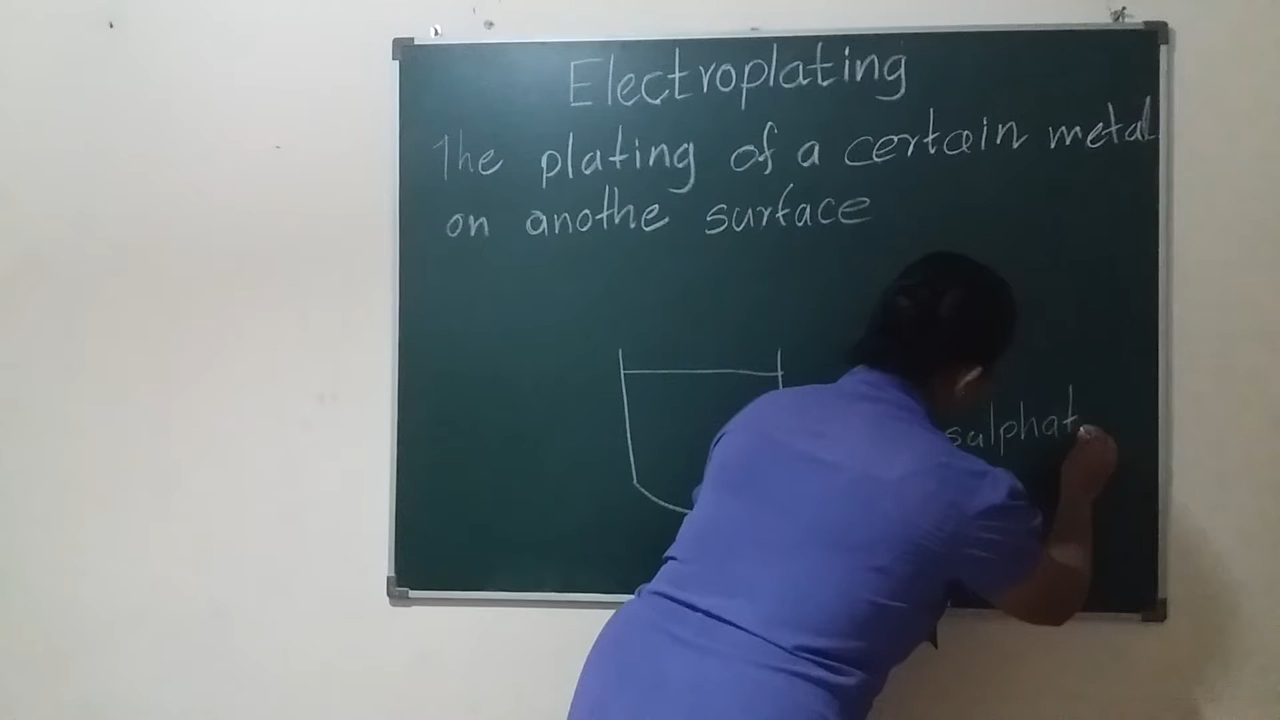 Electroplating
The plating of a certain metal
on anothe surface
sulphat